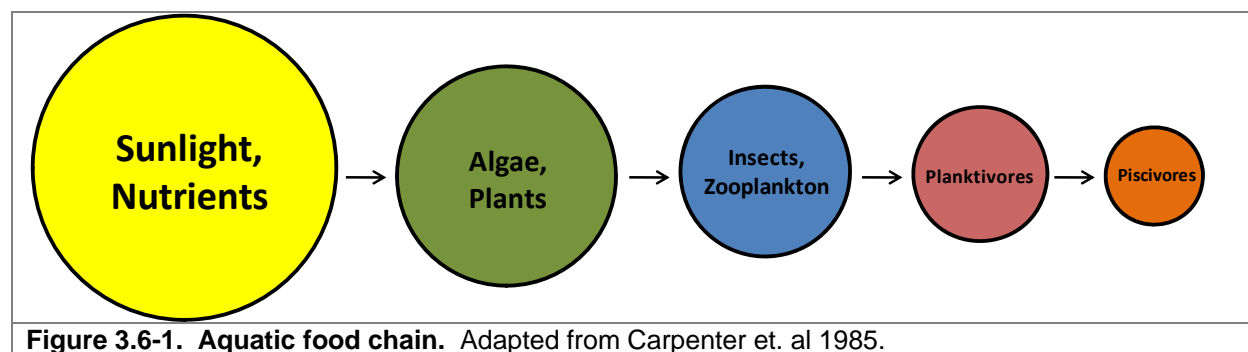 Sunlight,
Nutrients
Algae,
Plants
Insects,
Zooplankton
Planktivores
Piscivores
Figure 3.6-1. Aquatic food chain. Adapted from Carpenter et. al 1985.